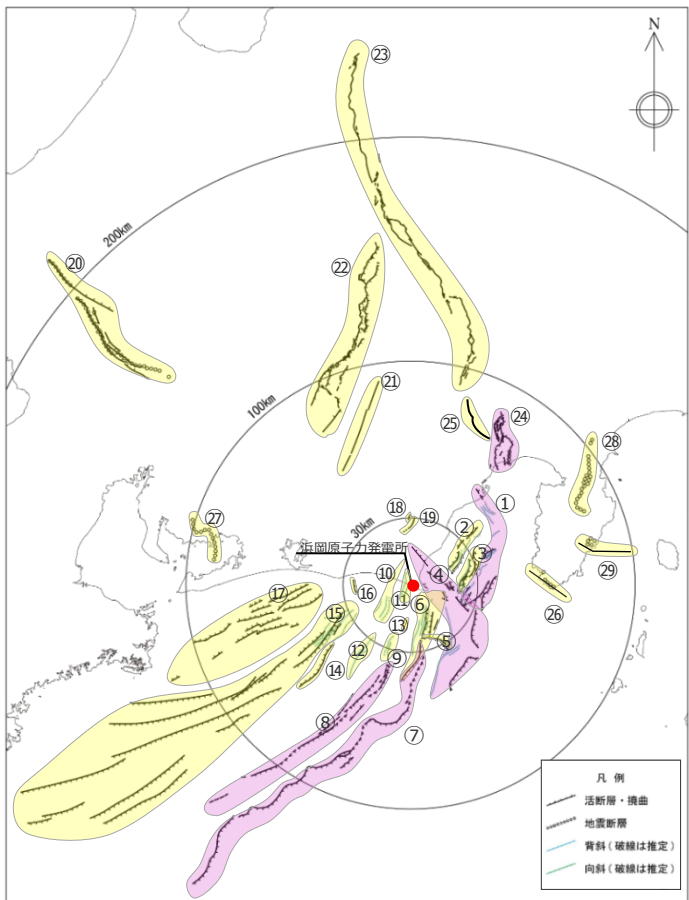 N
㉓
200km
⑳
㉒
㉑
100km
㉕
㉔
㉘
①
⑱
⑲
30km
②
㉗
浜岡原子力発電所
③
㉙
④
⑩
⑯
㉖
⑰
⑪
⑥
⑮
⑬
⑤
⑫
⑨
⑭
⑧
⑦
凡 例
活断層・撓曲
地震断層
背斜(破線は推定)
向斜(破線は推定)